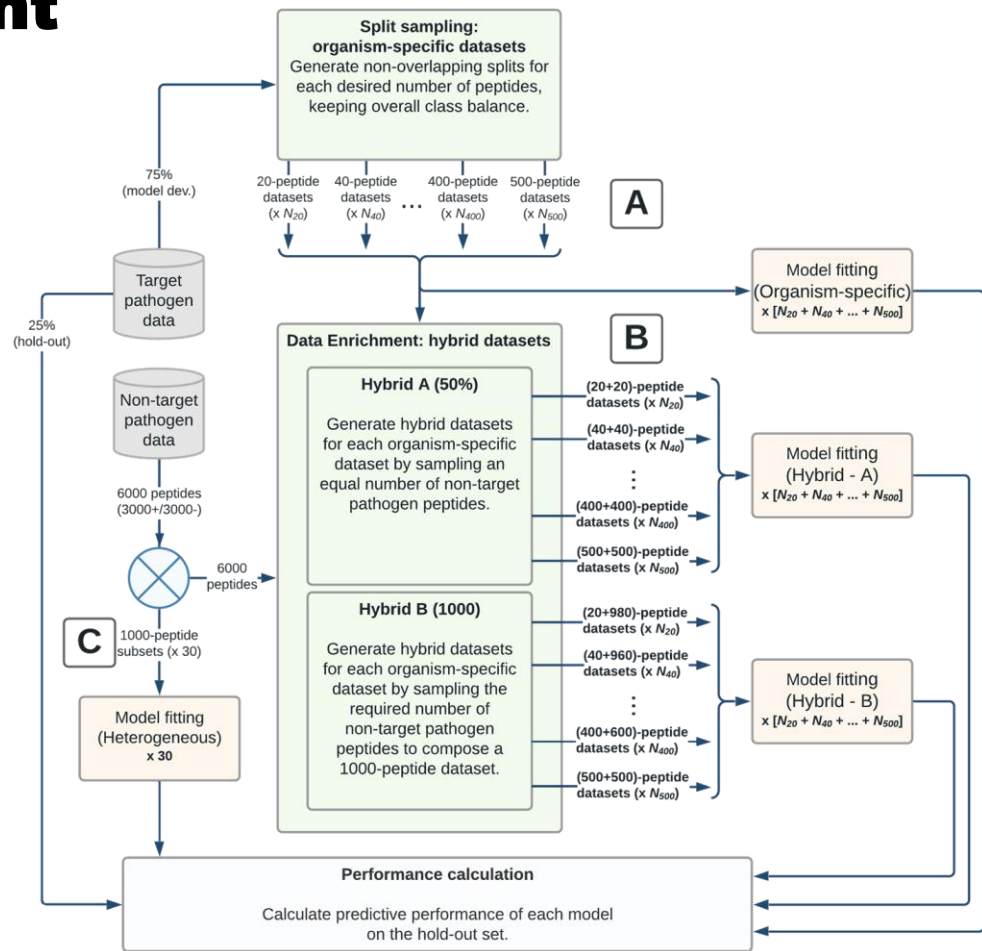 nt
Split sampling:
organism-specific datasets
Generate non-overlapping splits for
each desired number of peptides,
keeping overall class balance.
75%
(model dev.)
20-peptide
datasets
(x N20)
40-peptide
datasets
(x N40)
...
400-peptide
datasets
(x N400)
500-peptide
datasets
(x N500)
A
Target
pathogen
data
25%
(hold-out)
Model fitting
(Organism-specific)
x [N20 + N40 + ... + N500]
Data Enrichment: hybrid datasets
B
Hybrid A (50%)
Generate hybrid datasets
for each organism-specific
dataset by sampling an
equal number of non-target
pathogen peptides.
(20+20)-peptide
datasets (x N20)
(40+40)-peptide
datasets (x N40)
⋮
(400+400)-peptide
datasets (x N400)
(500+500)-peptide
datasets (x N500)
Model fitting
(Hybrid - A)
x [N20 + N40 + ... + N500]
Non-target
pathogen
data
6000 peptides
(3000+/3000-)
6000
peptides
C
1000-peptide
subsets (x 30)
Model fitting
(Heterogeneous)
x 30
Hybrid B (1000)
Generate hybrid datasets
for each organism-specific
dataset by sampling the
required number of
non-target pathogen
peptides to compose a
1000-peptide dataset.
(20+980)-peptide
datasets (x N20)
(40+960)-peptide
datasets (x N40)
⋮
(400+600)-peptide
datasets (x N400)
(500+500)-peptide
datasets (x N500)
Model fitting
(Hybrid - B)
x [N20 + N40 + ... + N500]
Performance calculation
Calculate predictive performance of each model
on the hold-out set.